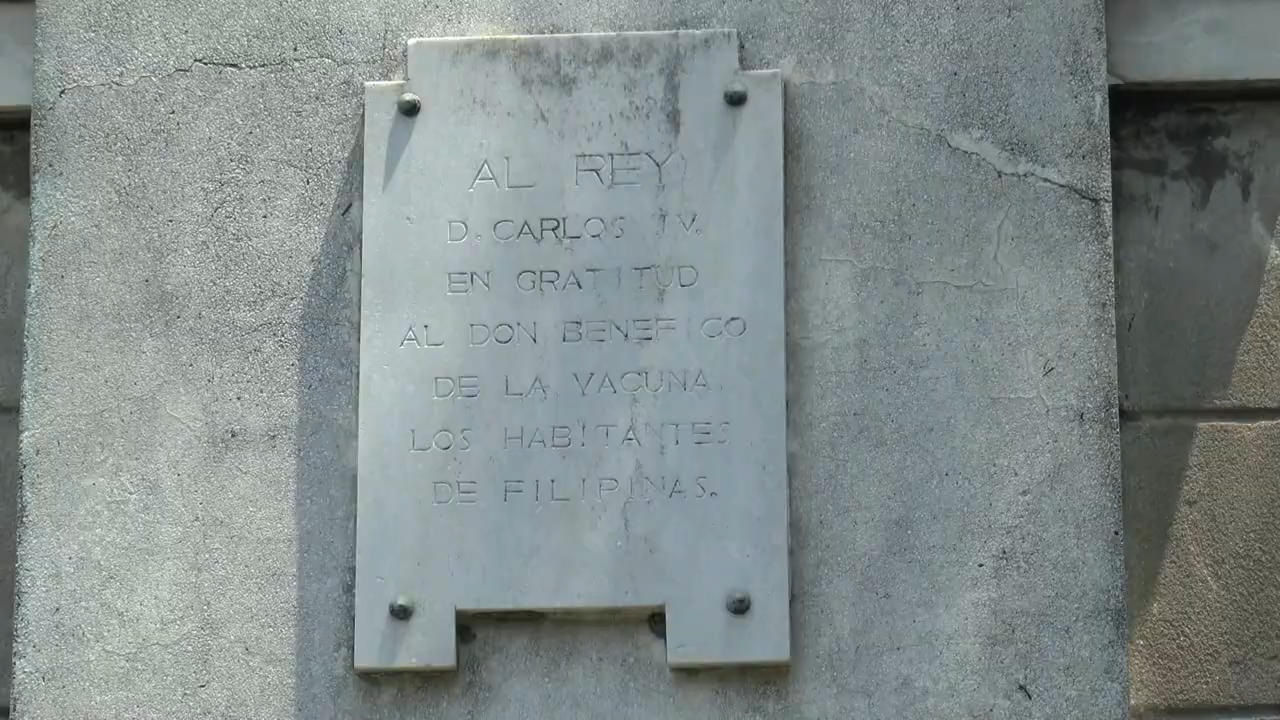 AL REY
D. CARLOS IV.
EN GRATITUD
AL DON BENEFICO
DE LA VACUNA.
LOS HABITANTES
DE FILIPINAS.